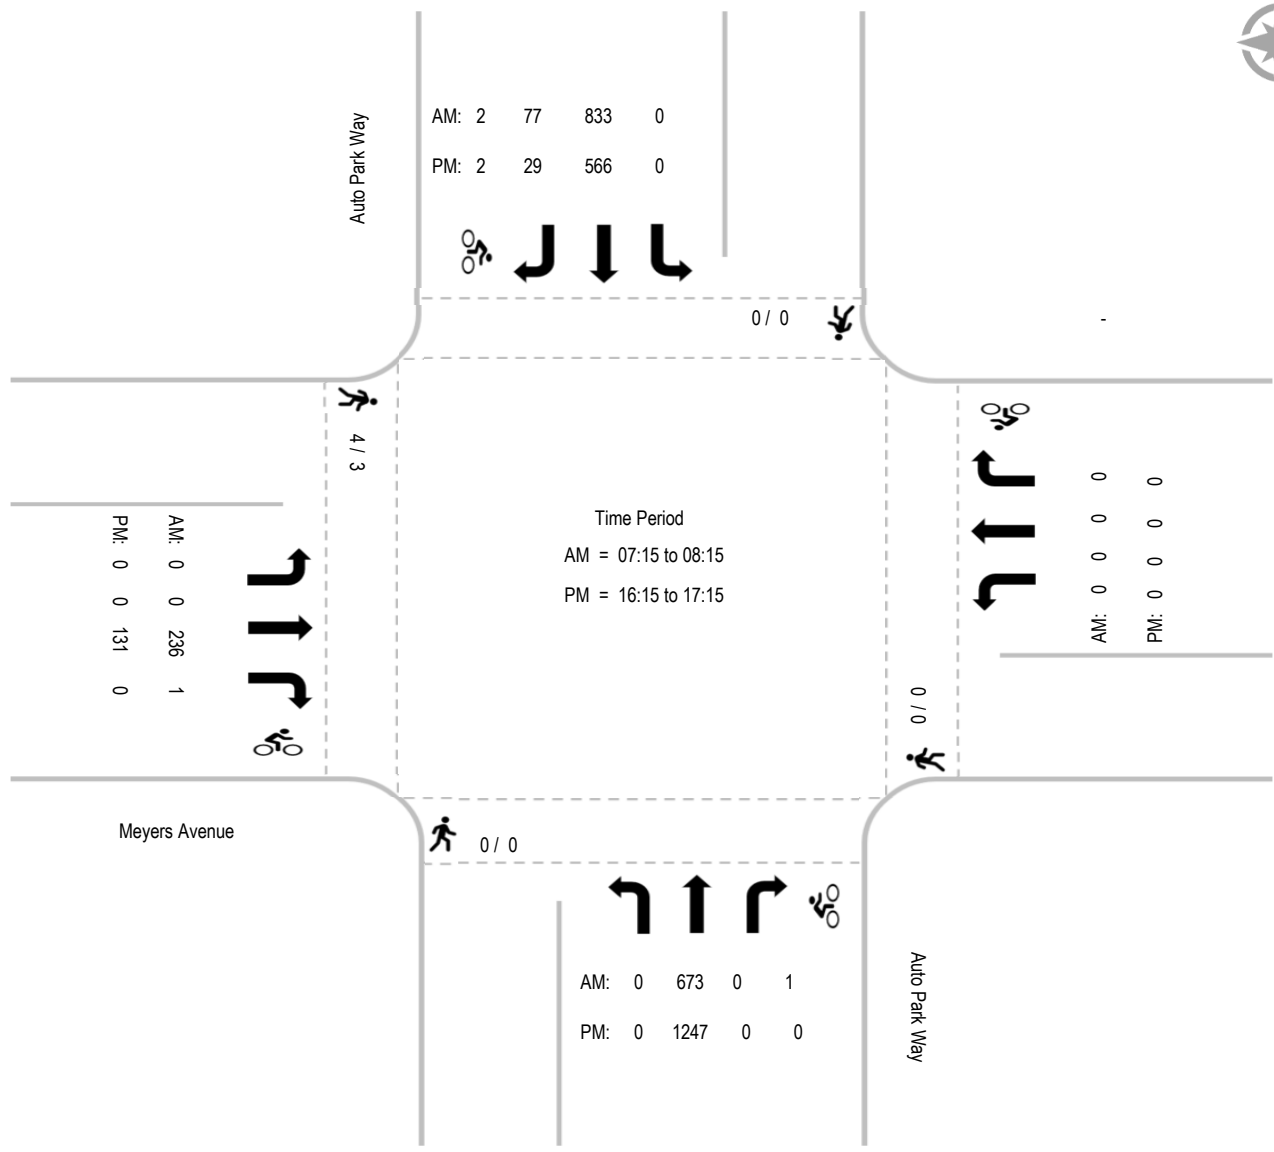 Auto Park Way
AM: 2 77 833 0
PM: 2 29 566 0
0 / 0
-
4 / 3
AM: 0 0 236 1
PM: 0 0 131 0
Time Period
AM = 07:15 to 08:15
PM = 16:15 to 17:15
AM: 0 0 0 0
PM: 0 0 0 0
0 / 0
Meyers Avenue
0 / 0
AM: 0 673 0 1
PM: 0 1247 0 0
Auto Park Way